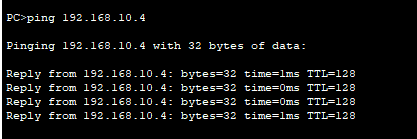 PC>ping 192.168.10.4
Pinging 192.168.10.4 with 32 bytes of data:
Reply from 192.168.10.4: bytes=32 time=1ms TTL=128
Reply from 192.168.10.4: bytes=32 time=0ms TTL=128
Reply from 192.168.10.4: bytes=32 time=0ms TTL=128
Reply from 192.168.10.4: bytes=32 time=1ms TTL=128